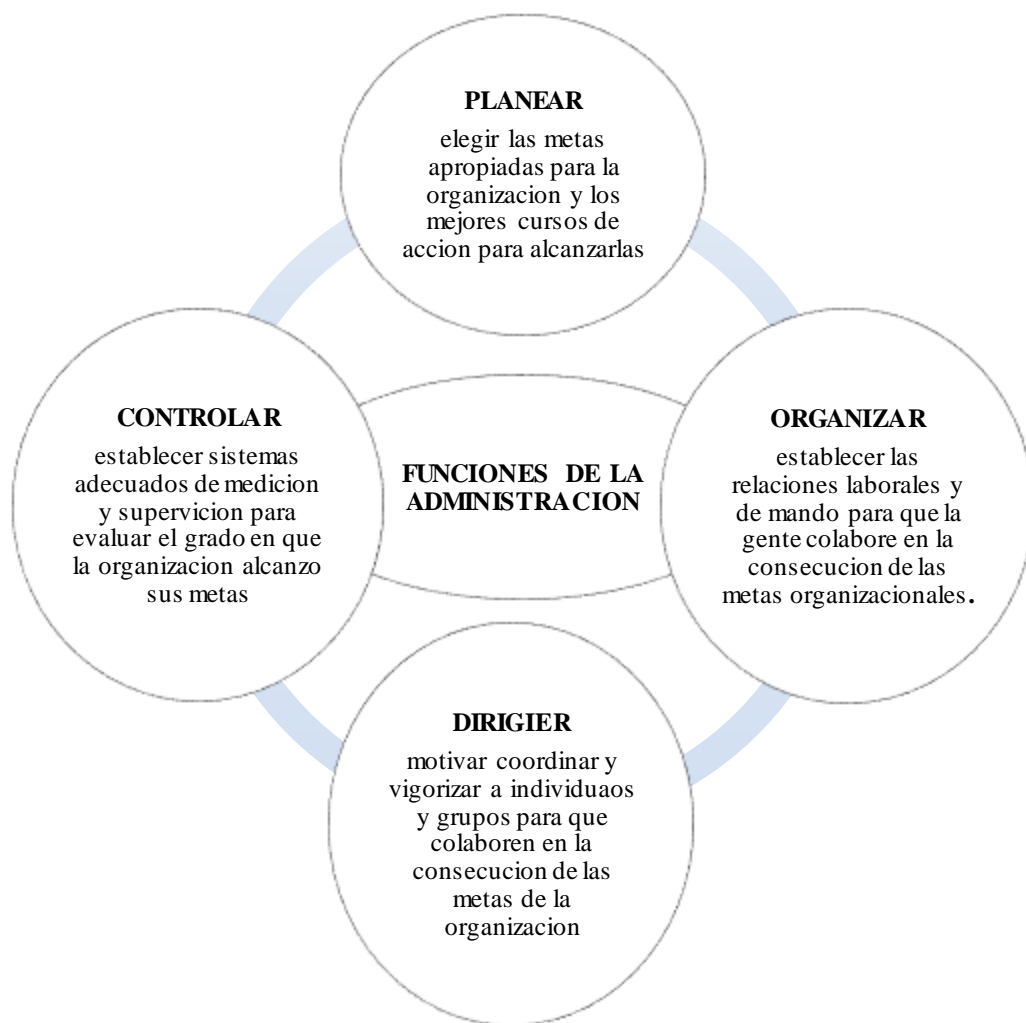 PLANEAR
elegir las metas
apropiadas para la
organizacion y los
mejores cursos de
accion para alcanzarlas
CONTROLAR
establecer sistemas
adecuados de medicion
y supervicion para
evaluar el grado en que
la organizacion alcanzo
sus metas
FUNCIONES DE LA
ADMINISTRACION
ORGANIZAR
establecer las
relaciones laborales y
de mando para que la
gente colabore en la
consecucion de las
metas organizacionales.
DIRIGIER
motivar coordinar y
vigorizar a individuaos
y grupos para que
colaboren en la
consecucion de las
metas de la
organizacion